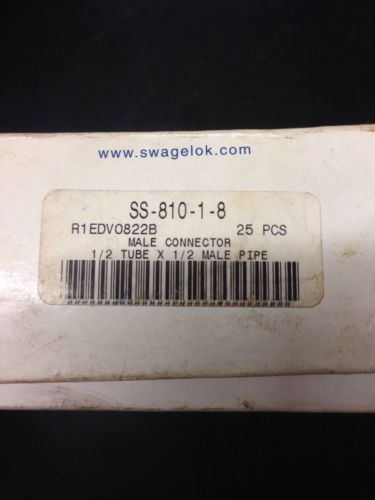 www.swagelok.com
SS-810-1-8
R1EDV0822B 25 PCS
MALE CONNECTOR
1/2 TUBE X 1/2 MALE PIPE